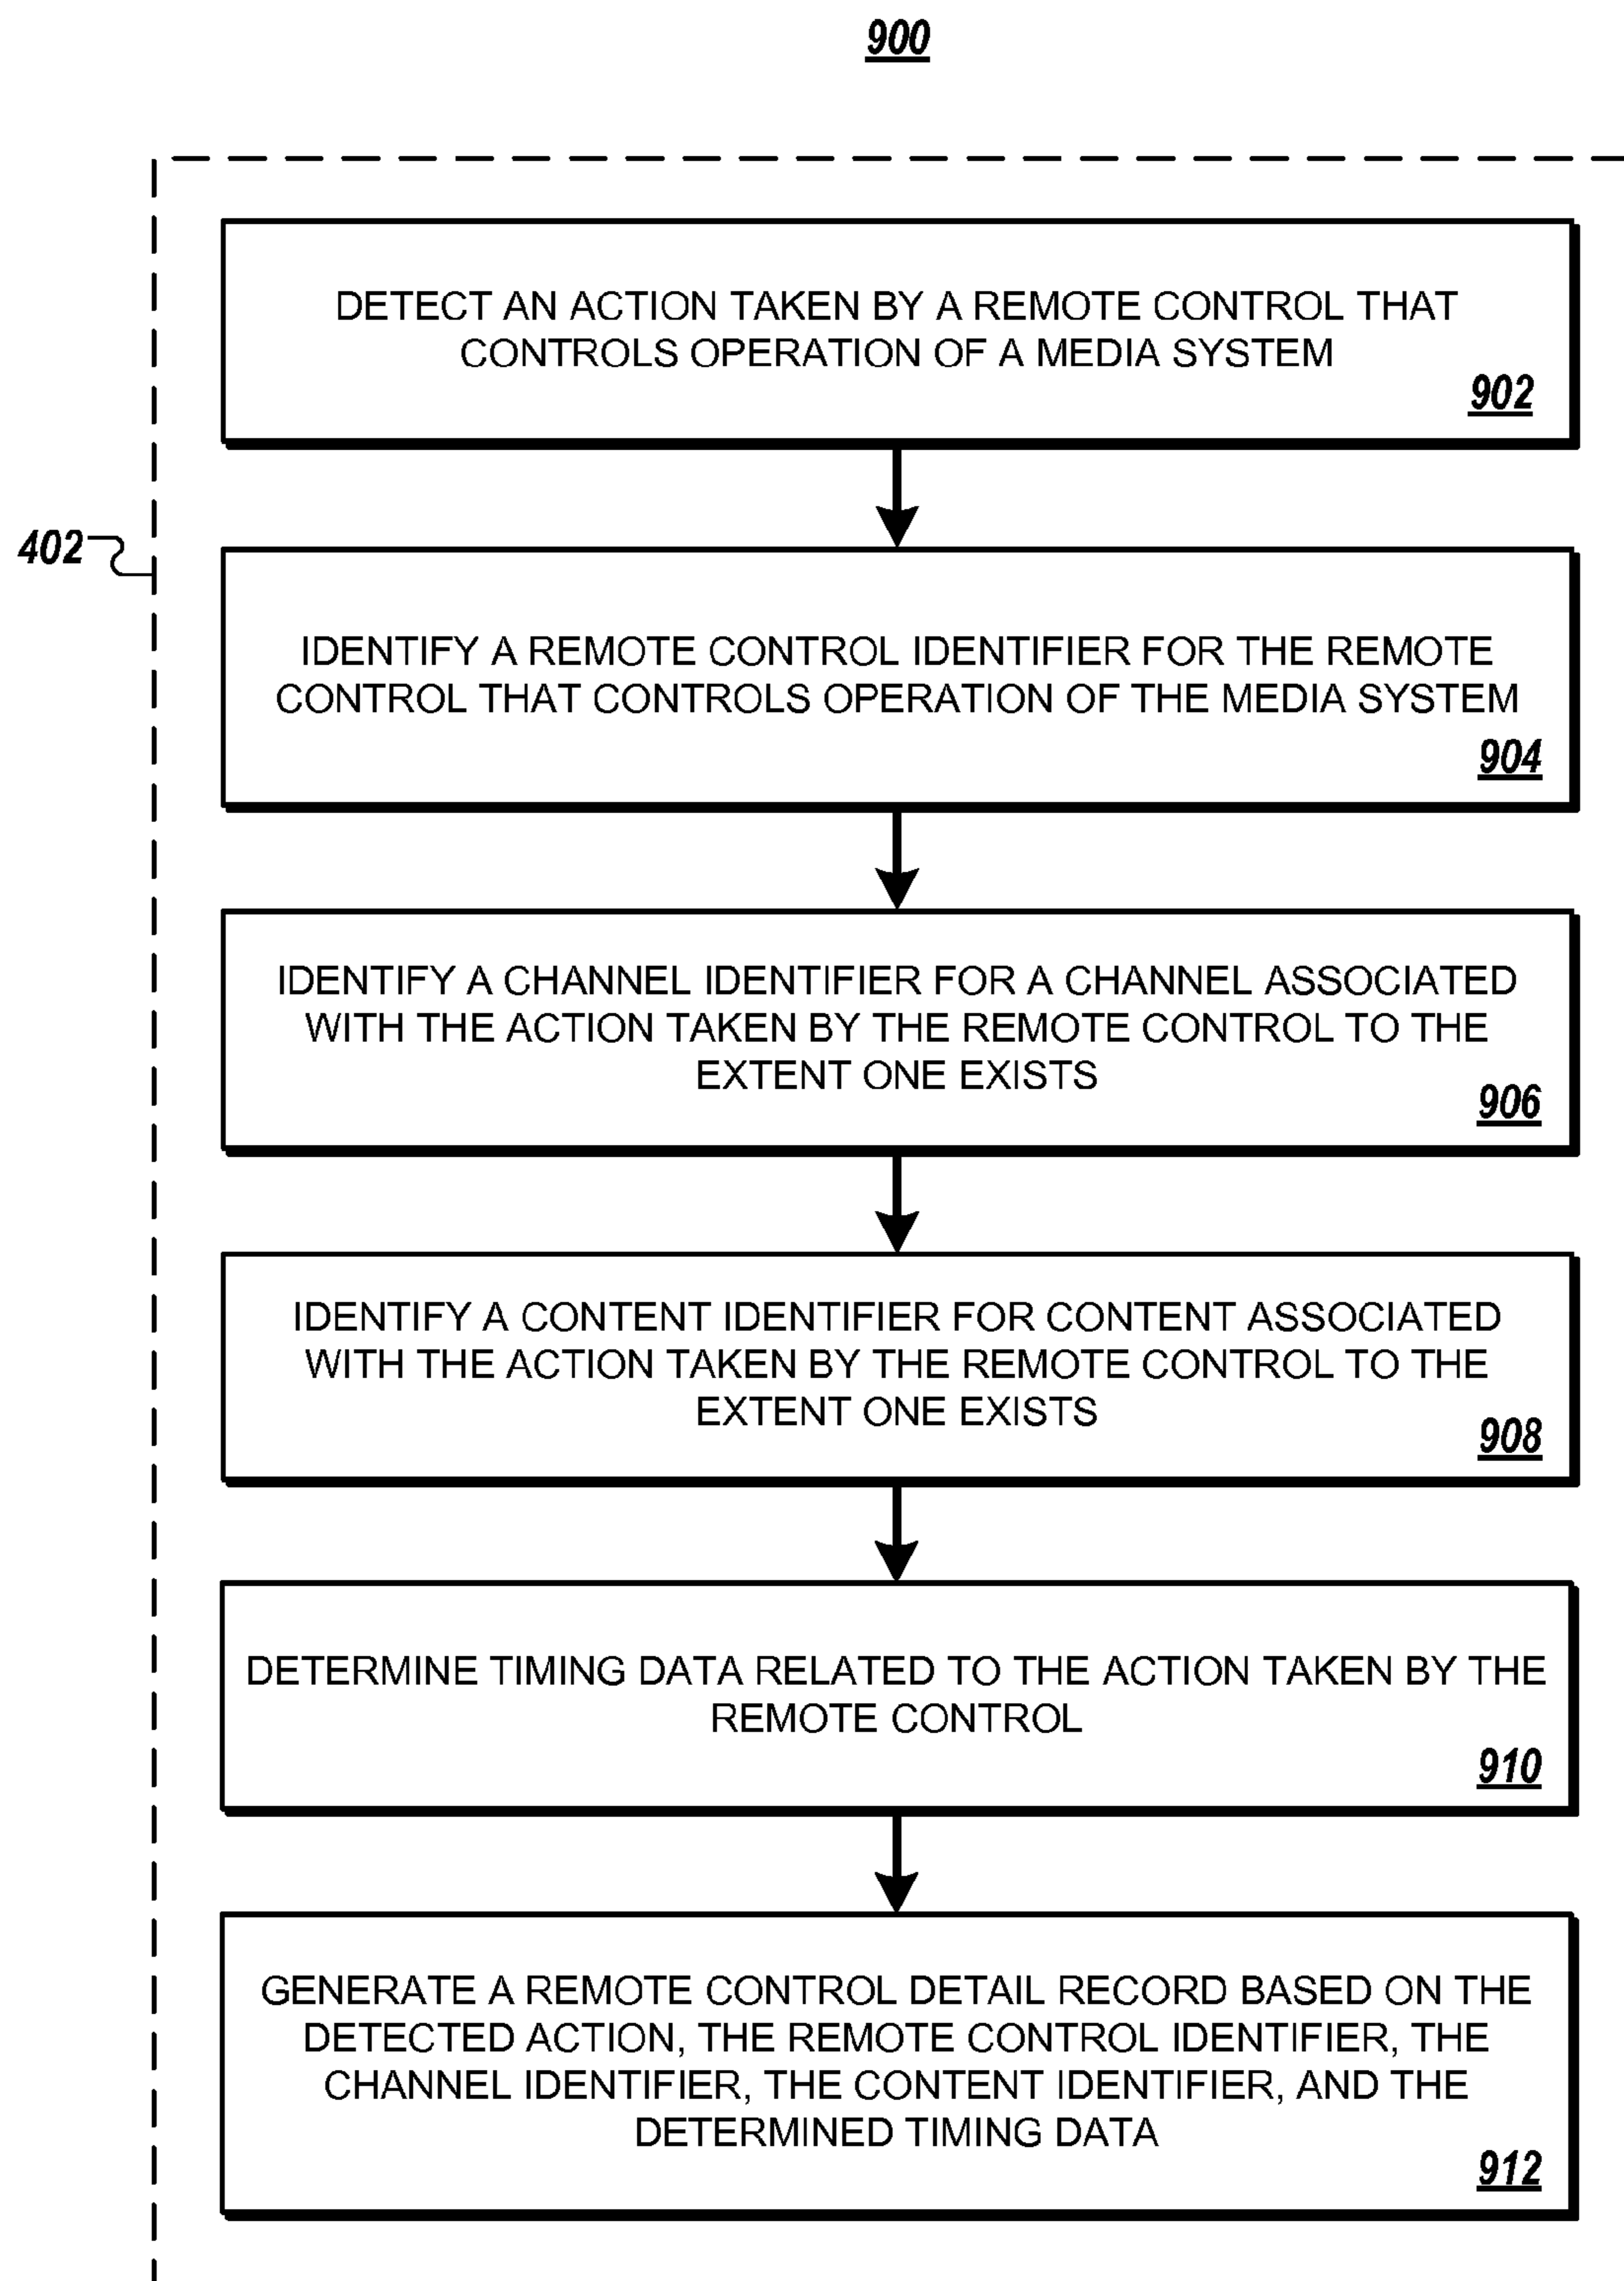 900
DETECT AN ACTION TAKEN BY A REMOTE CONTROL THAT
CONTROLS OPERATION OF A MEDIA SYSTEM
902
402
IDENTIFY A REMOTE CONTROL IDENTIFIER FOR THE REMOTE
CONTROL THAT CONTROLS OPERATION OF THE MEDIA SYSTEM
904
IDENTIFY A CHANNEL IDENTIFIER FOR A CHANNEL ASSOCIATED
WITH THE ACTION TAKEN BY THE REMOTE CONTROL TO THE
EXTENT ONE EXISTS
906
IDENTIFY A CONTENT IDENTIFIER FOR CONTENT ASSOCIATED
WITH THE ACTION TAKEN BY THE REMOTE CONTROL TO THE
EXTENT ONE EXISTS
908
DETERMINE TIMING DATA RELATED TO THE ACTION TAKEN BY THE
REMOTE CONTROL
910
GENERATE A REMOTE CONTROL DETAIL RECORD BASED ON THE
DETECTED ACTION, THE REMOTE CONTROL IDENTIFIER, THE
CHANNEL IDENTIFIER, THE CONTENT IDENTIFIER, AND THE
DETERMINED TIMING DATA
912